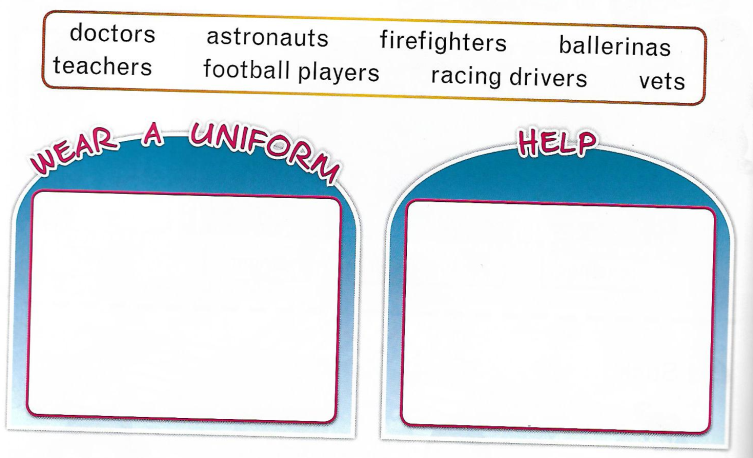 doctors astronauts firefighters ballerinas
teachers football players racing drivers vets
WEAR A UNIFORM
HELP